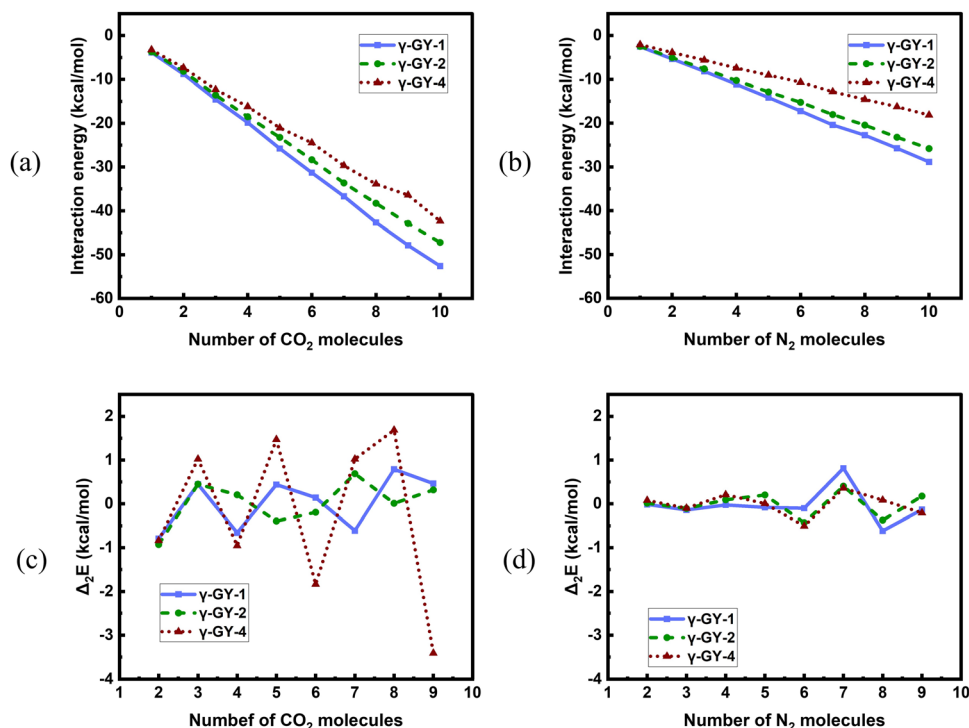 0
-10
-20
-30
-40
-50
-60
0 2 4 6 8 10
Interaction energy (kcal/mol)
Number of CO2 molecules
γ-GY-1
γ-GY-2
γ-GY-4
(a)
0
-10
-20
-30
-40
-50
-60
0 2 4 6 8 10
Interaction energy (kcal/mol)
Number of N2 molecules
γ-GY-1
γ-GY-2
γ-GY-4
(b)
2
1
0
-1
-2
-3
-4
1 2 3 4 5 6 7 8 9 10
Δ2E (kcal/mol)
Numbef of CO2 molecules
γ-GY-1
γ-GY-2
γ-GY-4
(c)
2
1
0
-1
-2
-3
-4
1 2 3 4 5 6 7 8 9 10
Δ2E (kcal/mol)
Number of N2 molecules
γ-GY-1
γ-GY-2
γ-GY-4
(d)